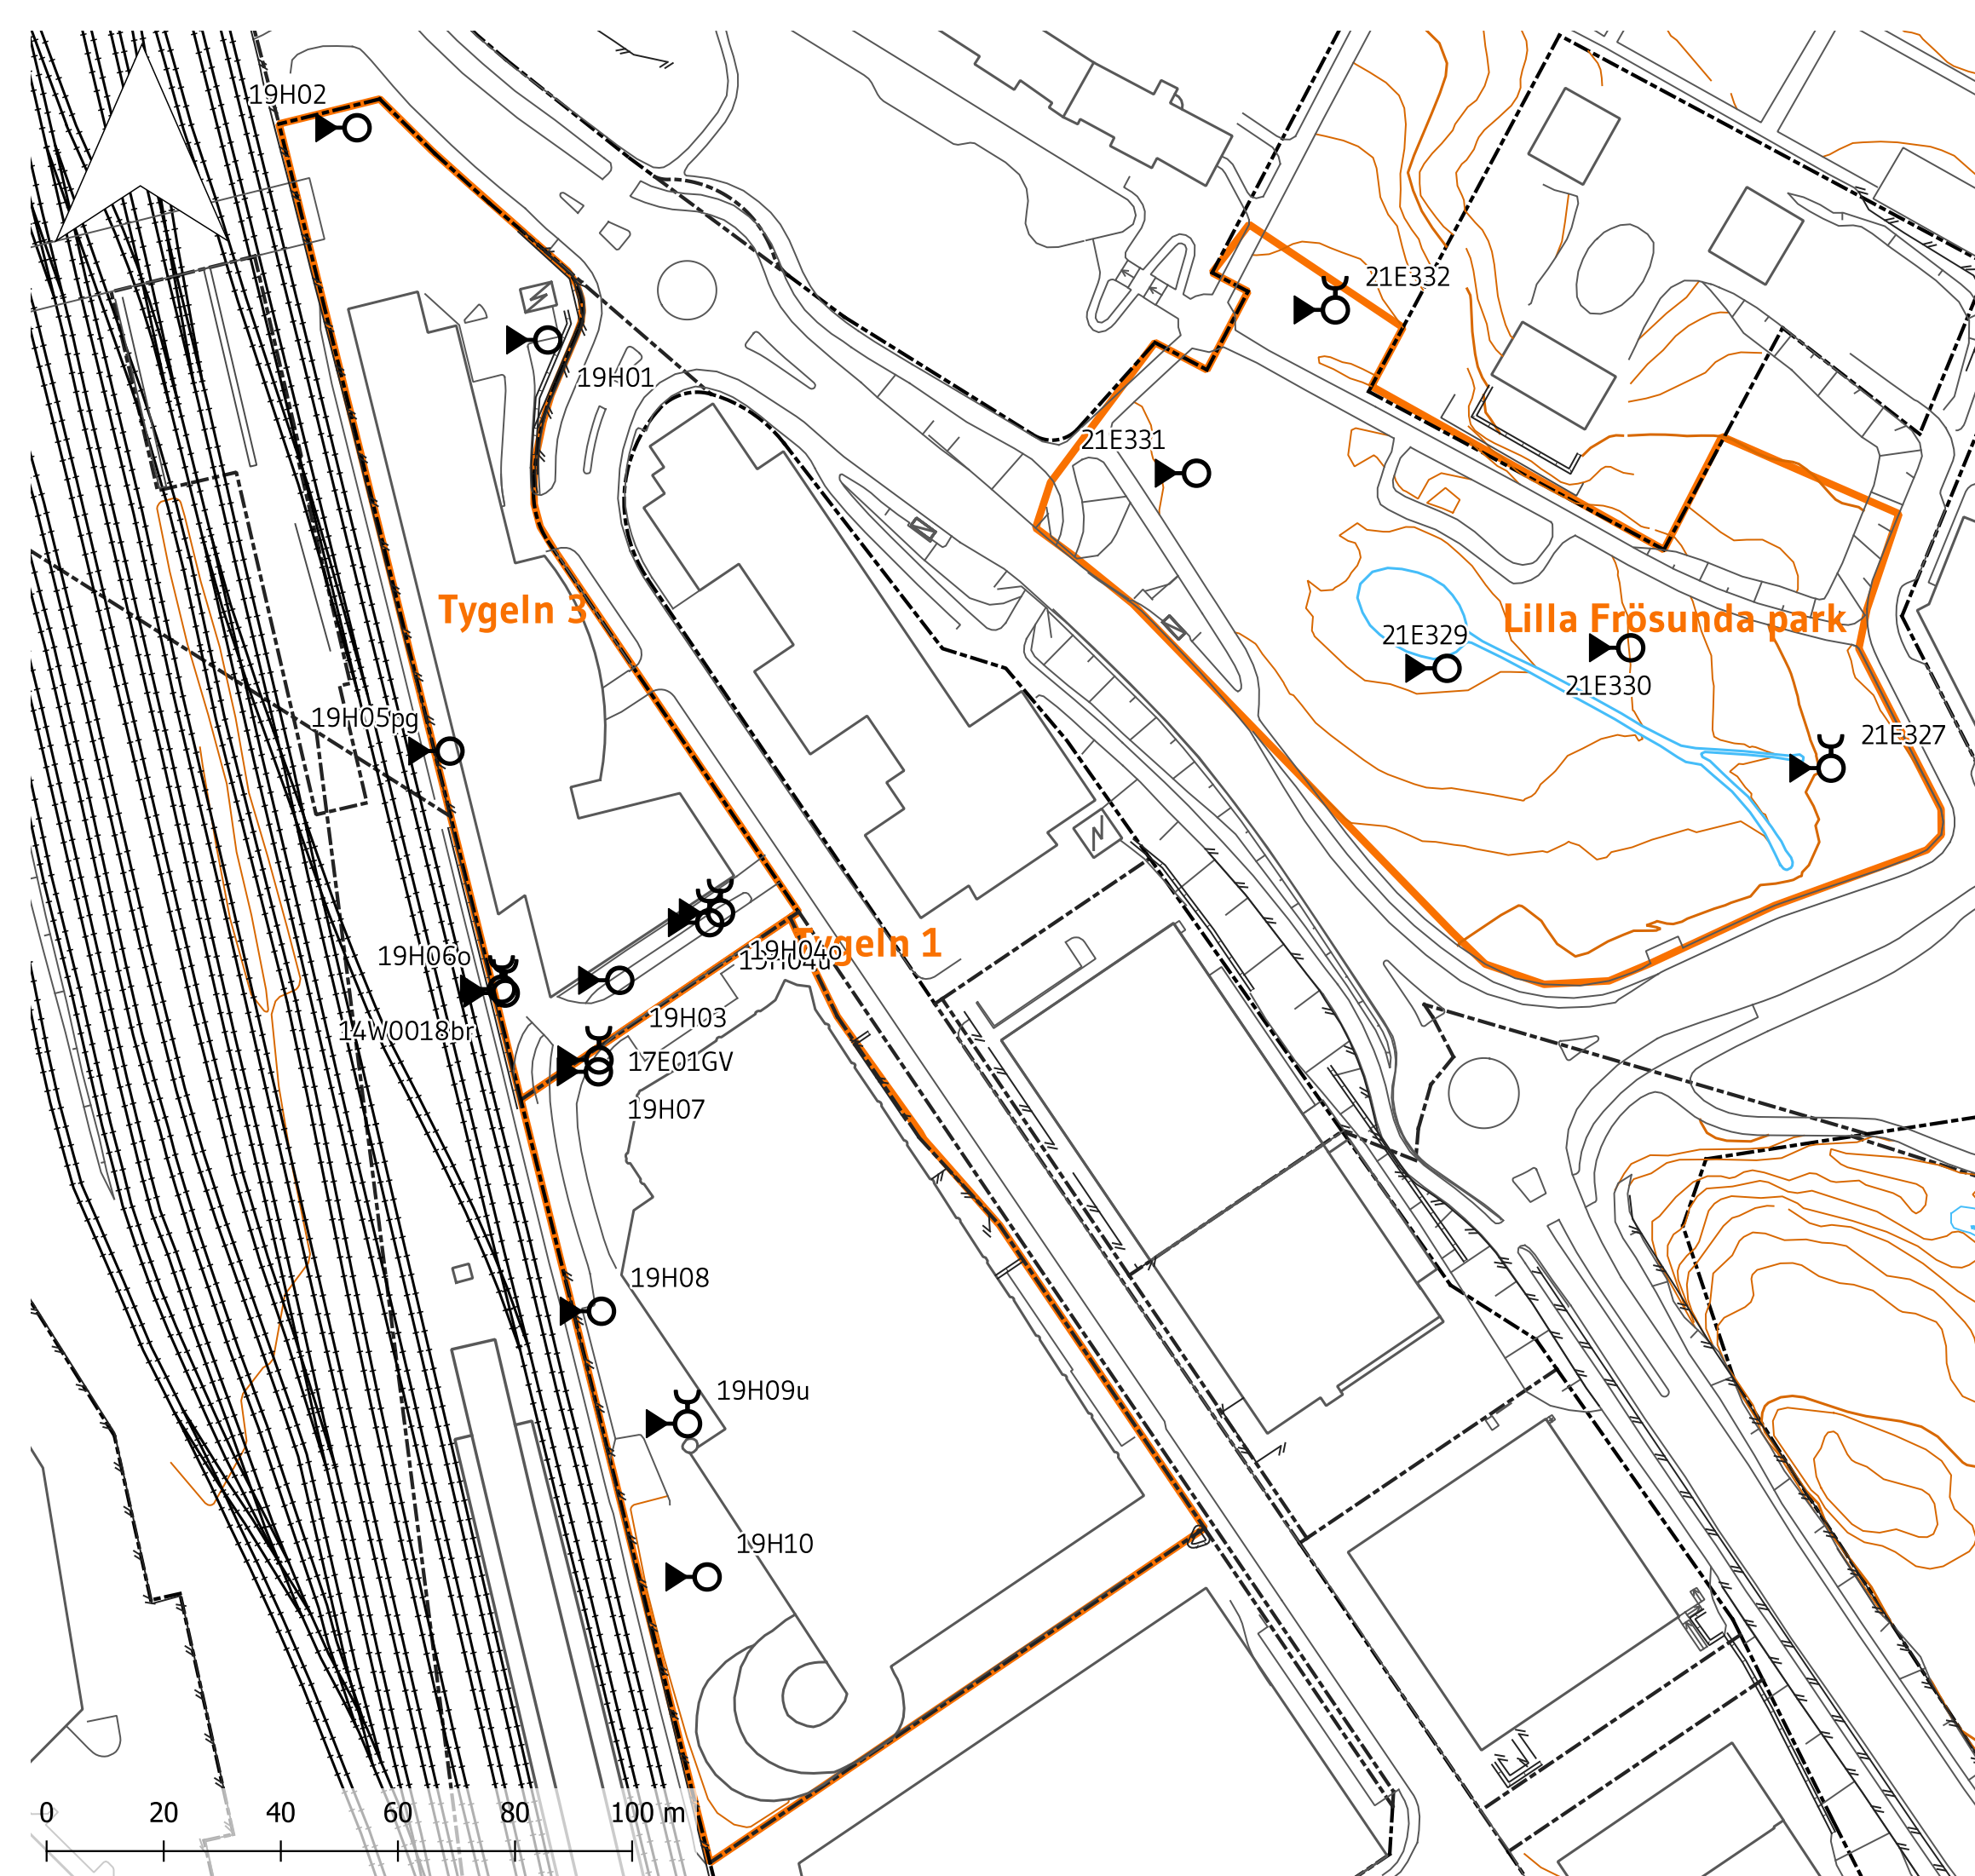 19H02
21E332
19H01
21E331
Tygeln 3
Lilla Frösunda park
21E329
21E330
19H05pg
21E327
Tygeln 1
19H04o
19H04u
19H06o
19H03
14W0018br
17E01GV
19H07
19H08
19H09u
19H10
0 20 40 60 80 100 m